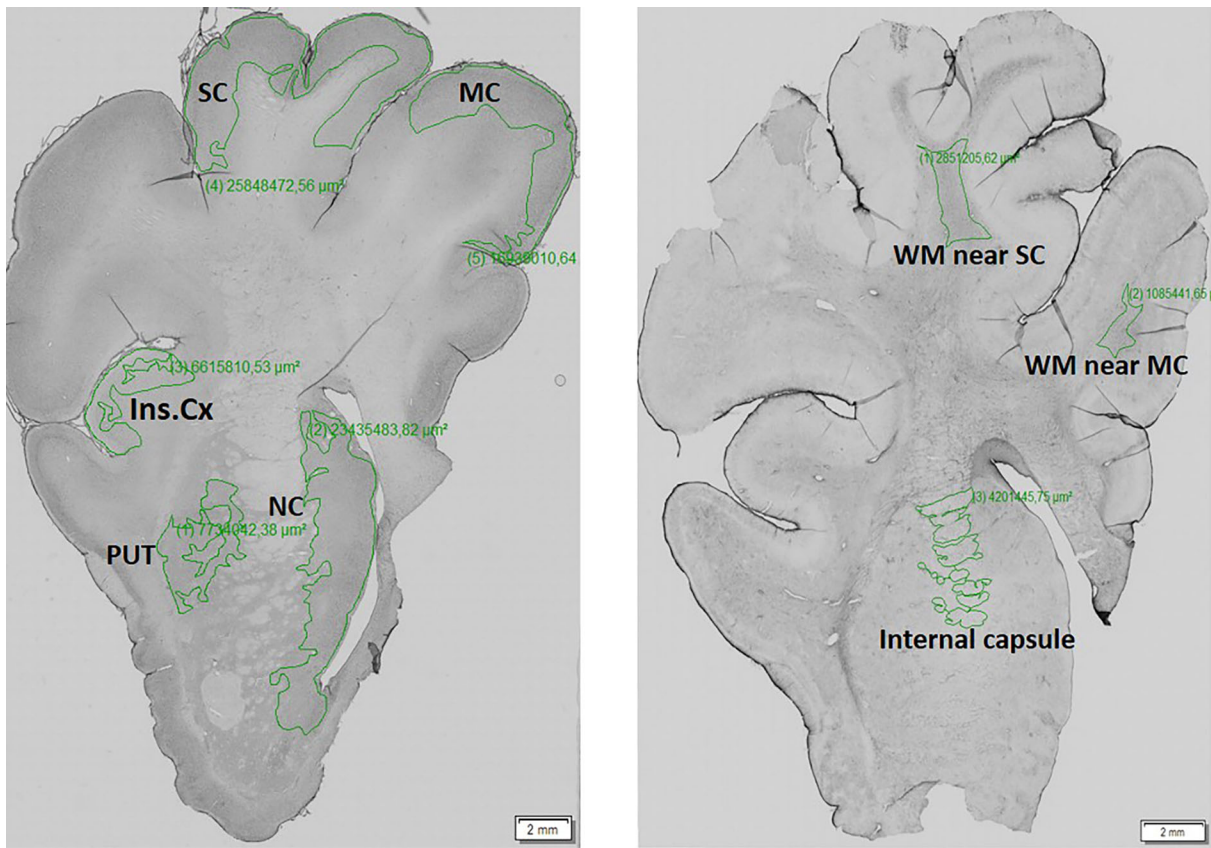 SC
MC
(4) 25848472,56 µm²
(5) 16939010,64
(3) 6615810,53 µm²
Ins.Cx
(2) 23435483,82 µm²
NC
(1) 7734042,38 µm²
PUT
2 mm
(1) 2851205,62 µm²
WM near SC
(2) 1085441,65 µ
WM near MC
(3) 4201445,75 µm²
Internal capsule
2 mm